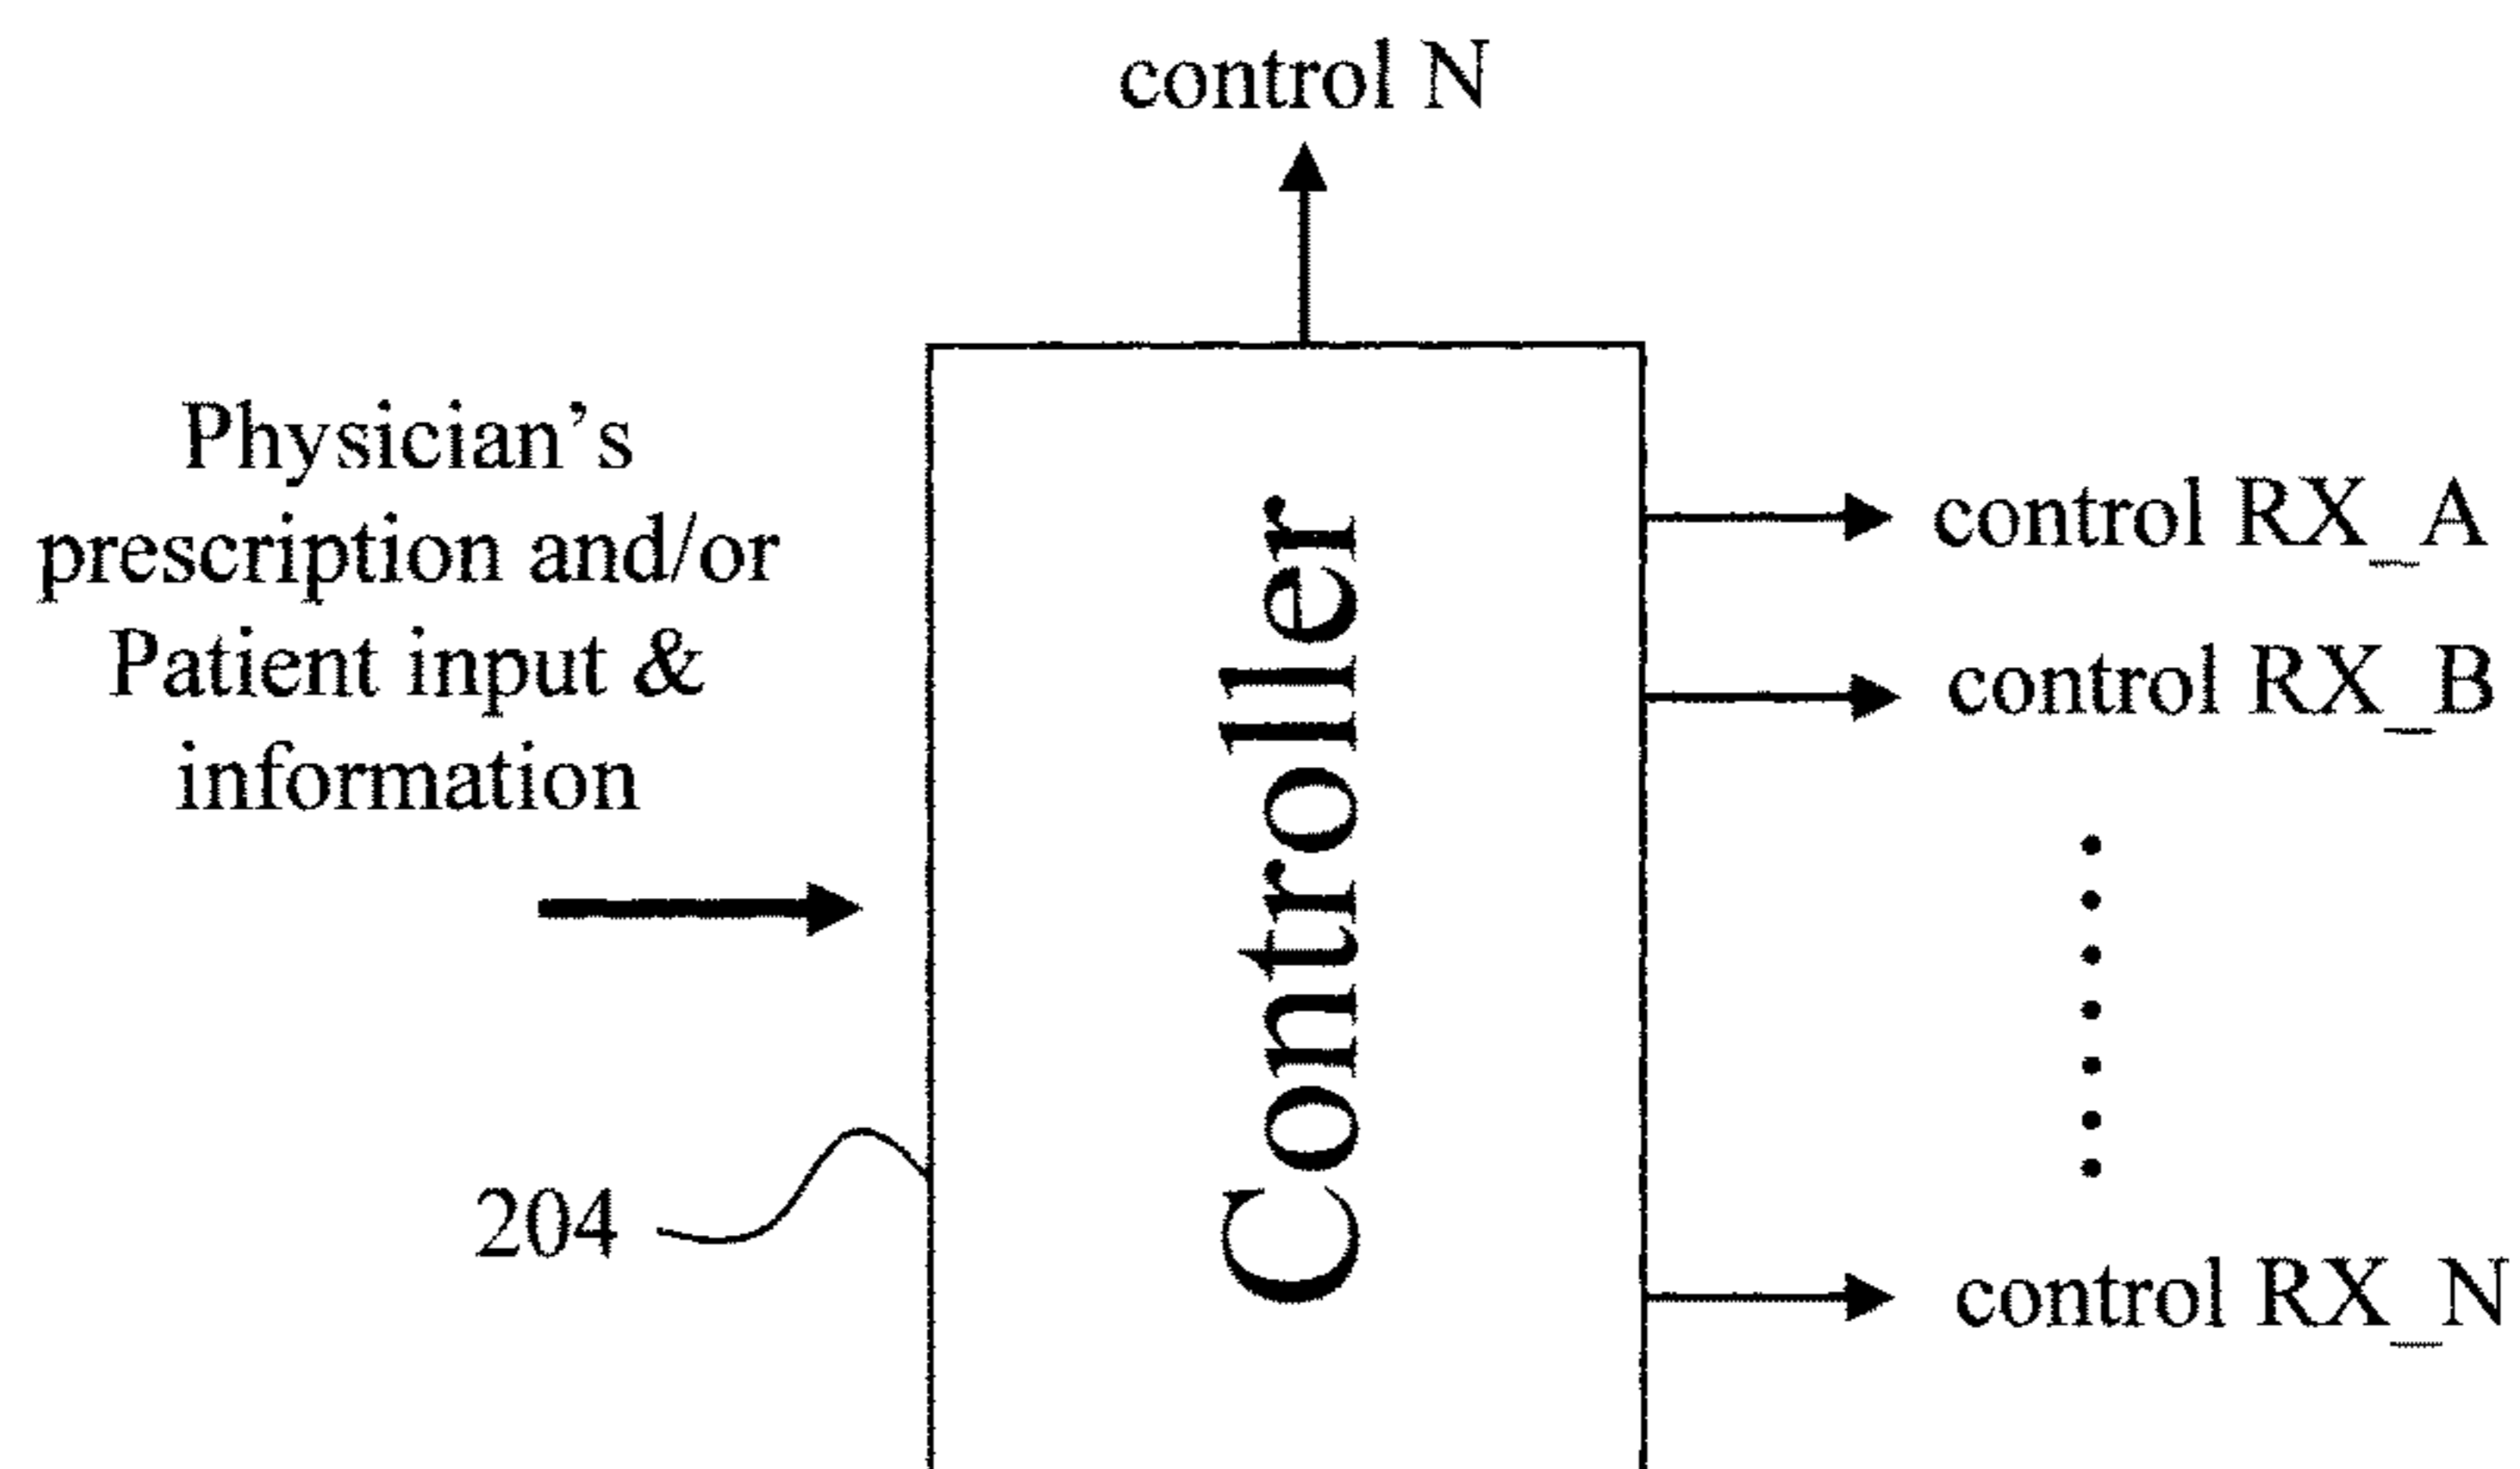 control N
Physician’s
prescription and/or
Patient input &
information
204
Controller
control RX_A
control RX_B
control RX_N